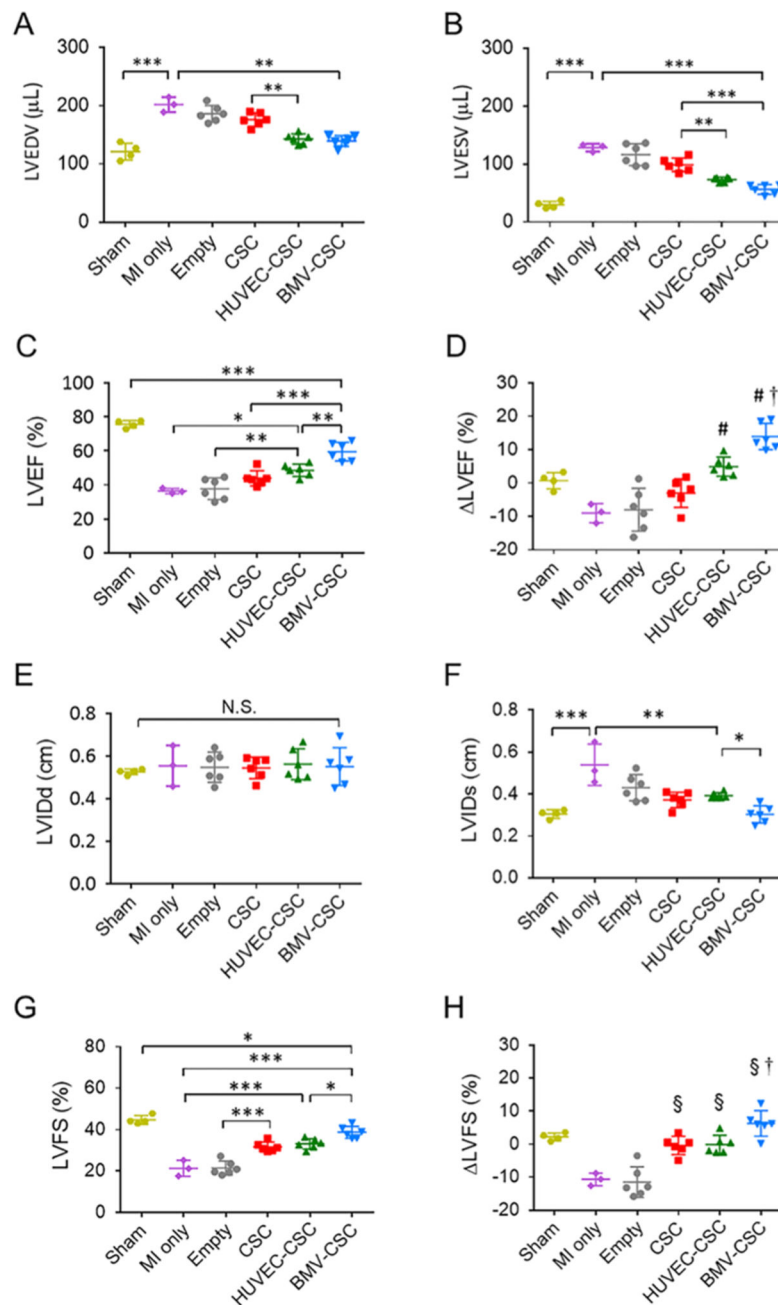 A
300
200
100
0
LVEDV (μL)
***
**
**
Sham
MI only
Empty
CSC
HUVEC-CSC
BMV-CSC
B
300
200
100
0
LVESV (μL)
***
***
***
**
Sham
MI only
Empty
CSC
HUVEC-CSC
BMV-CSC
C
100
80
60
40
20
0
LVEF (%)
***
***
*
**
**
Sham
MI only
Empty
CSC
HUVEC-CSC
BMV-CSC
D
30
20
10
0
-10
-20
ΔLVEF (%)
#
# †
Sham
MI only
Empty
CSC
HUVEC-CSC
BMV-CSC
E
0.8
0.6
0.4
0.2
0.0
LVIDd (cm)
N.S.
Sham
MI only
Empty
CSC
HUVEC-CSC
BMV-CSC
F
0.8
0.6
0.4
0.2
0.0
LVIDs (cm)
***
**
*
Sham
MI only
Empty
CSC
HUVEC-CSC
BMV-CSC
G
80
60
40
20
0
LVFS (%)
*
***
***
*
***
Sham
MI only
Empty
CSC
HUVEC-CSC
BMV-CSC
H
30
20
10
0
-10
-20
ΔLVFS (%)
§
§
§ †
Sham
MI only
Empty
CSC
HUVEC-CSC
BMV-CSC